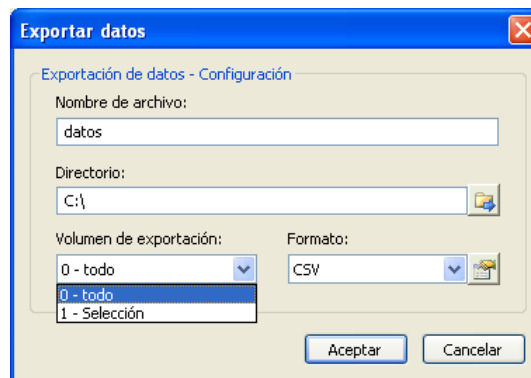 Exportar datos
Exportación de datos - Configuración
Nombre de archivo:
datos
Directorio:
C:\
Volumen de exportación: Formato:
0 - todo CSV
0 - todo
1 - Selección
Aceptar Cancelar